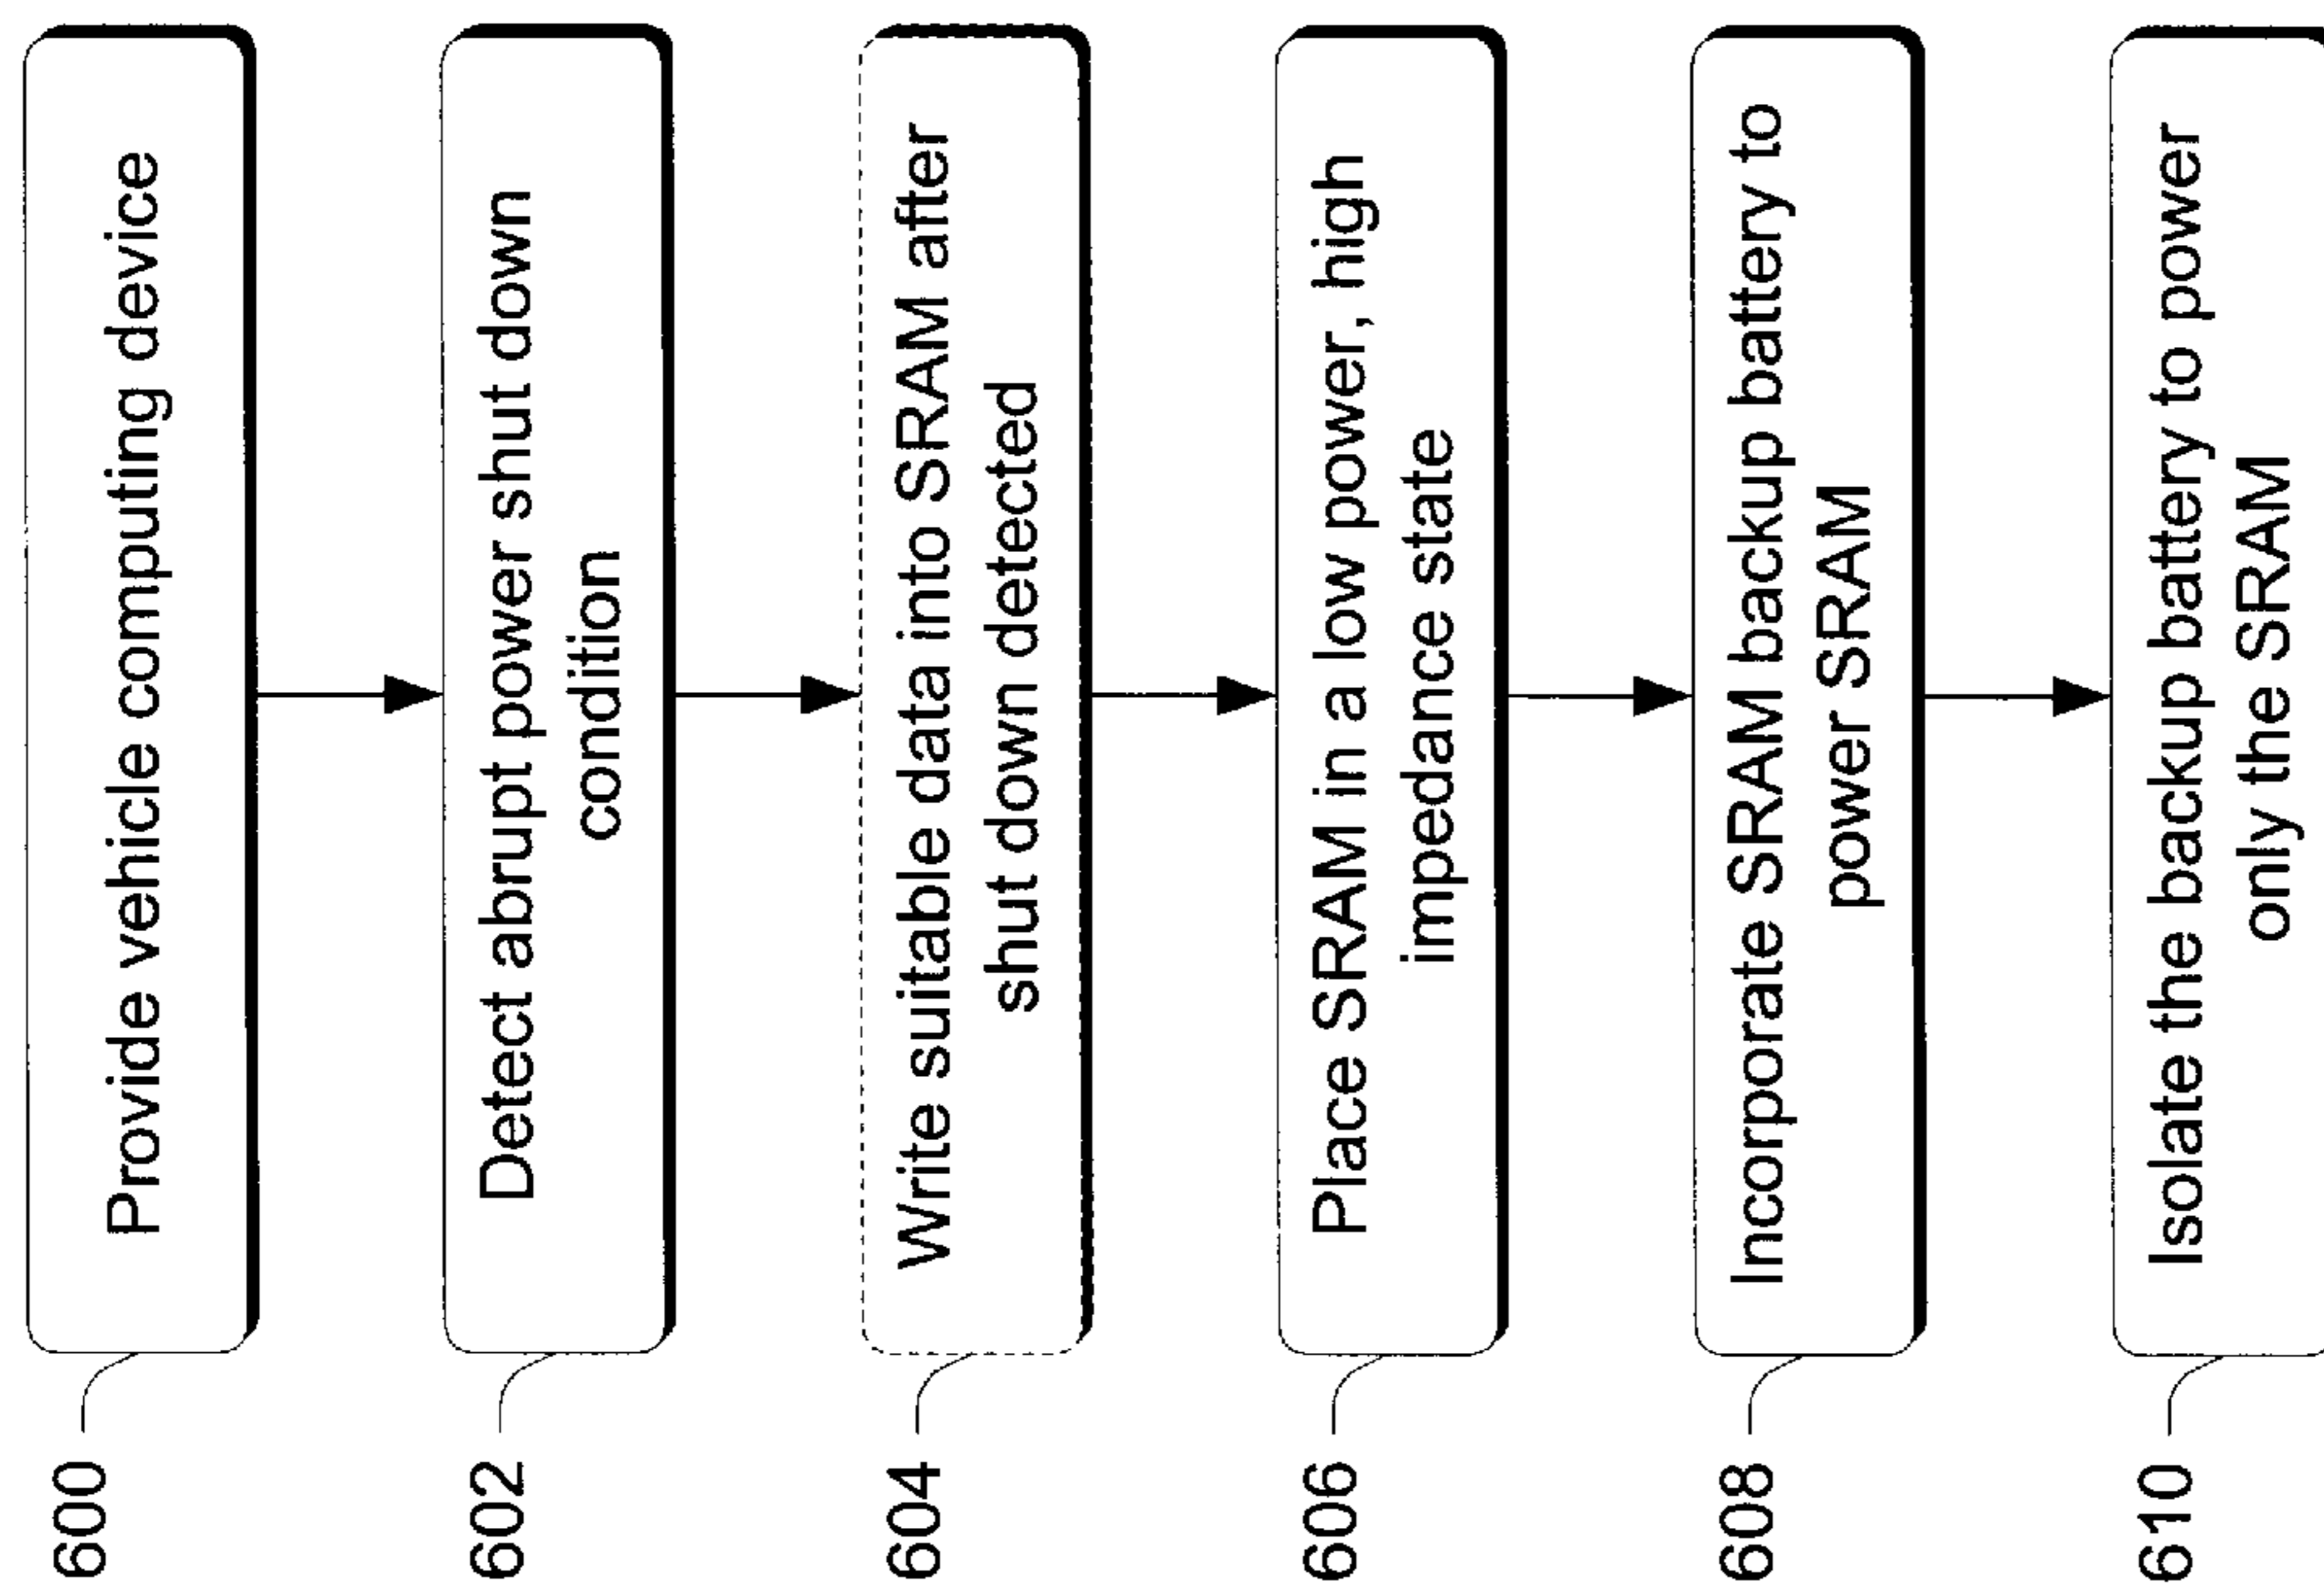 600
Provide vehicle computing device
602
Detect abrupt power shut down
condition
604
Write suitable data into SRAM after
shut down detected
606
Place SRAM in a low power, high
impedance state
608
Incorporate SRAM backup battery to
power SRAM
610
Isolate the backup battery to power
only the SRAM